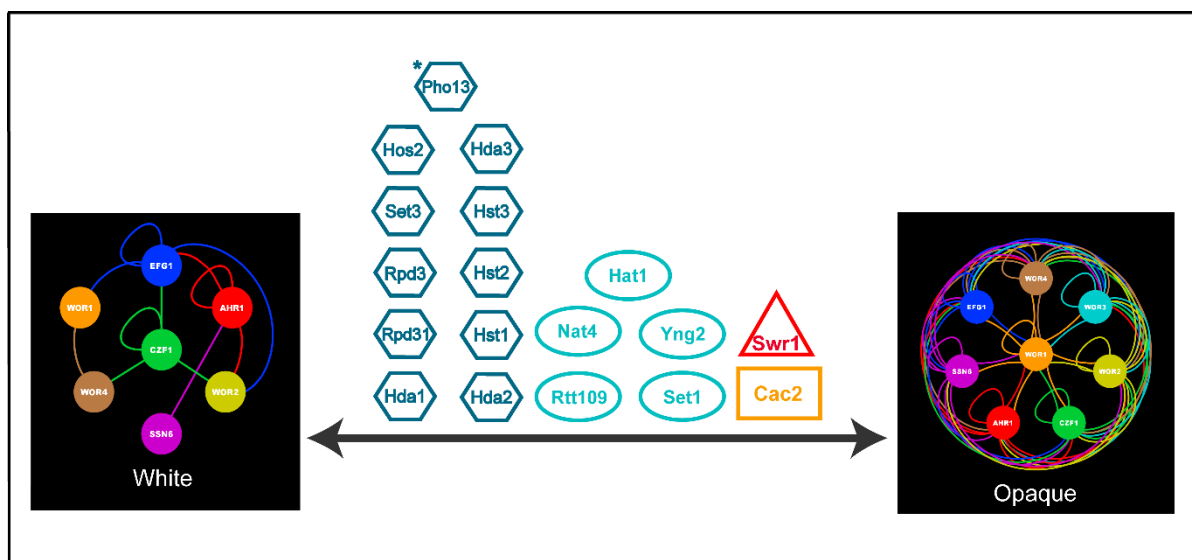 *
Pho13
Hos2
Hda3
Set3
Hst3
Rpd3
Hst2
Rpd31
Hst1
Hda1
Hda2
Hat1
Nat4
Yng2
Rtt109
Set1
Swr1
Cac2
EFG1
WOR1
AHR1
CZF1
WOR4
WOR2
SSN6
White
WOR4
EFG1
WOR3
WOR1
SSN6
WOR2
AHR1
CZF1
Opaque